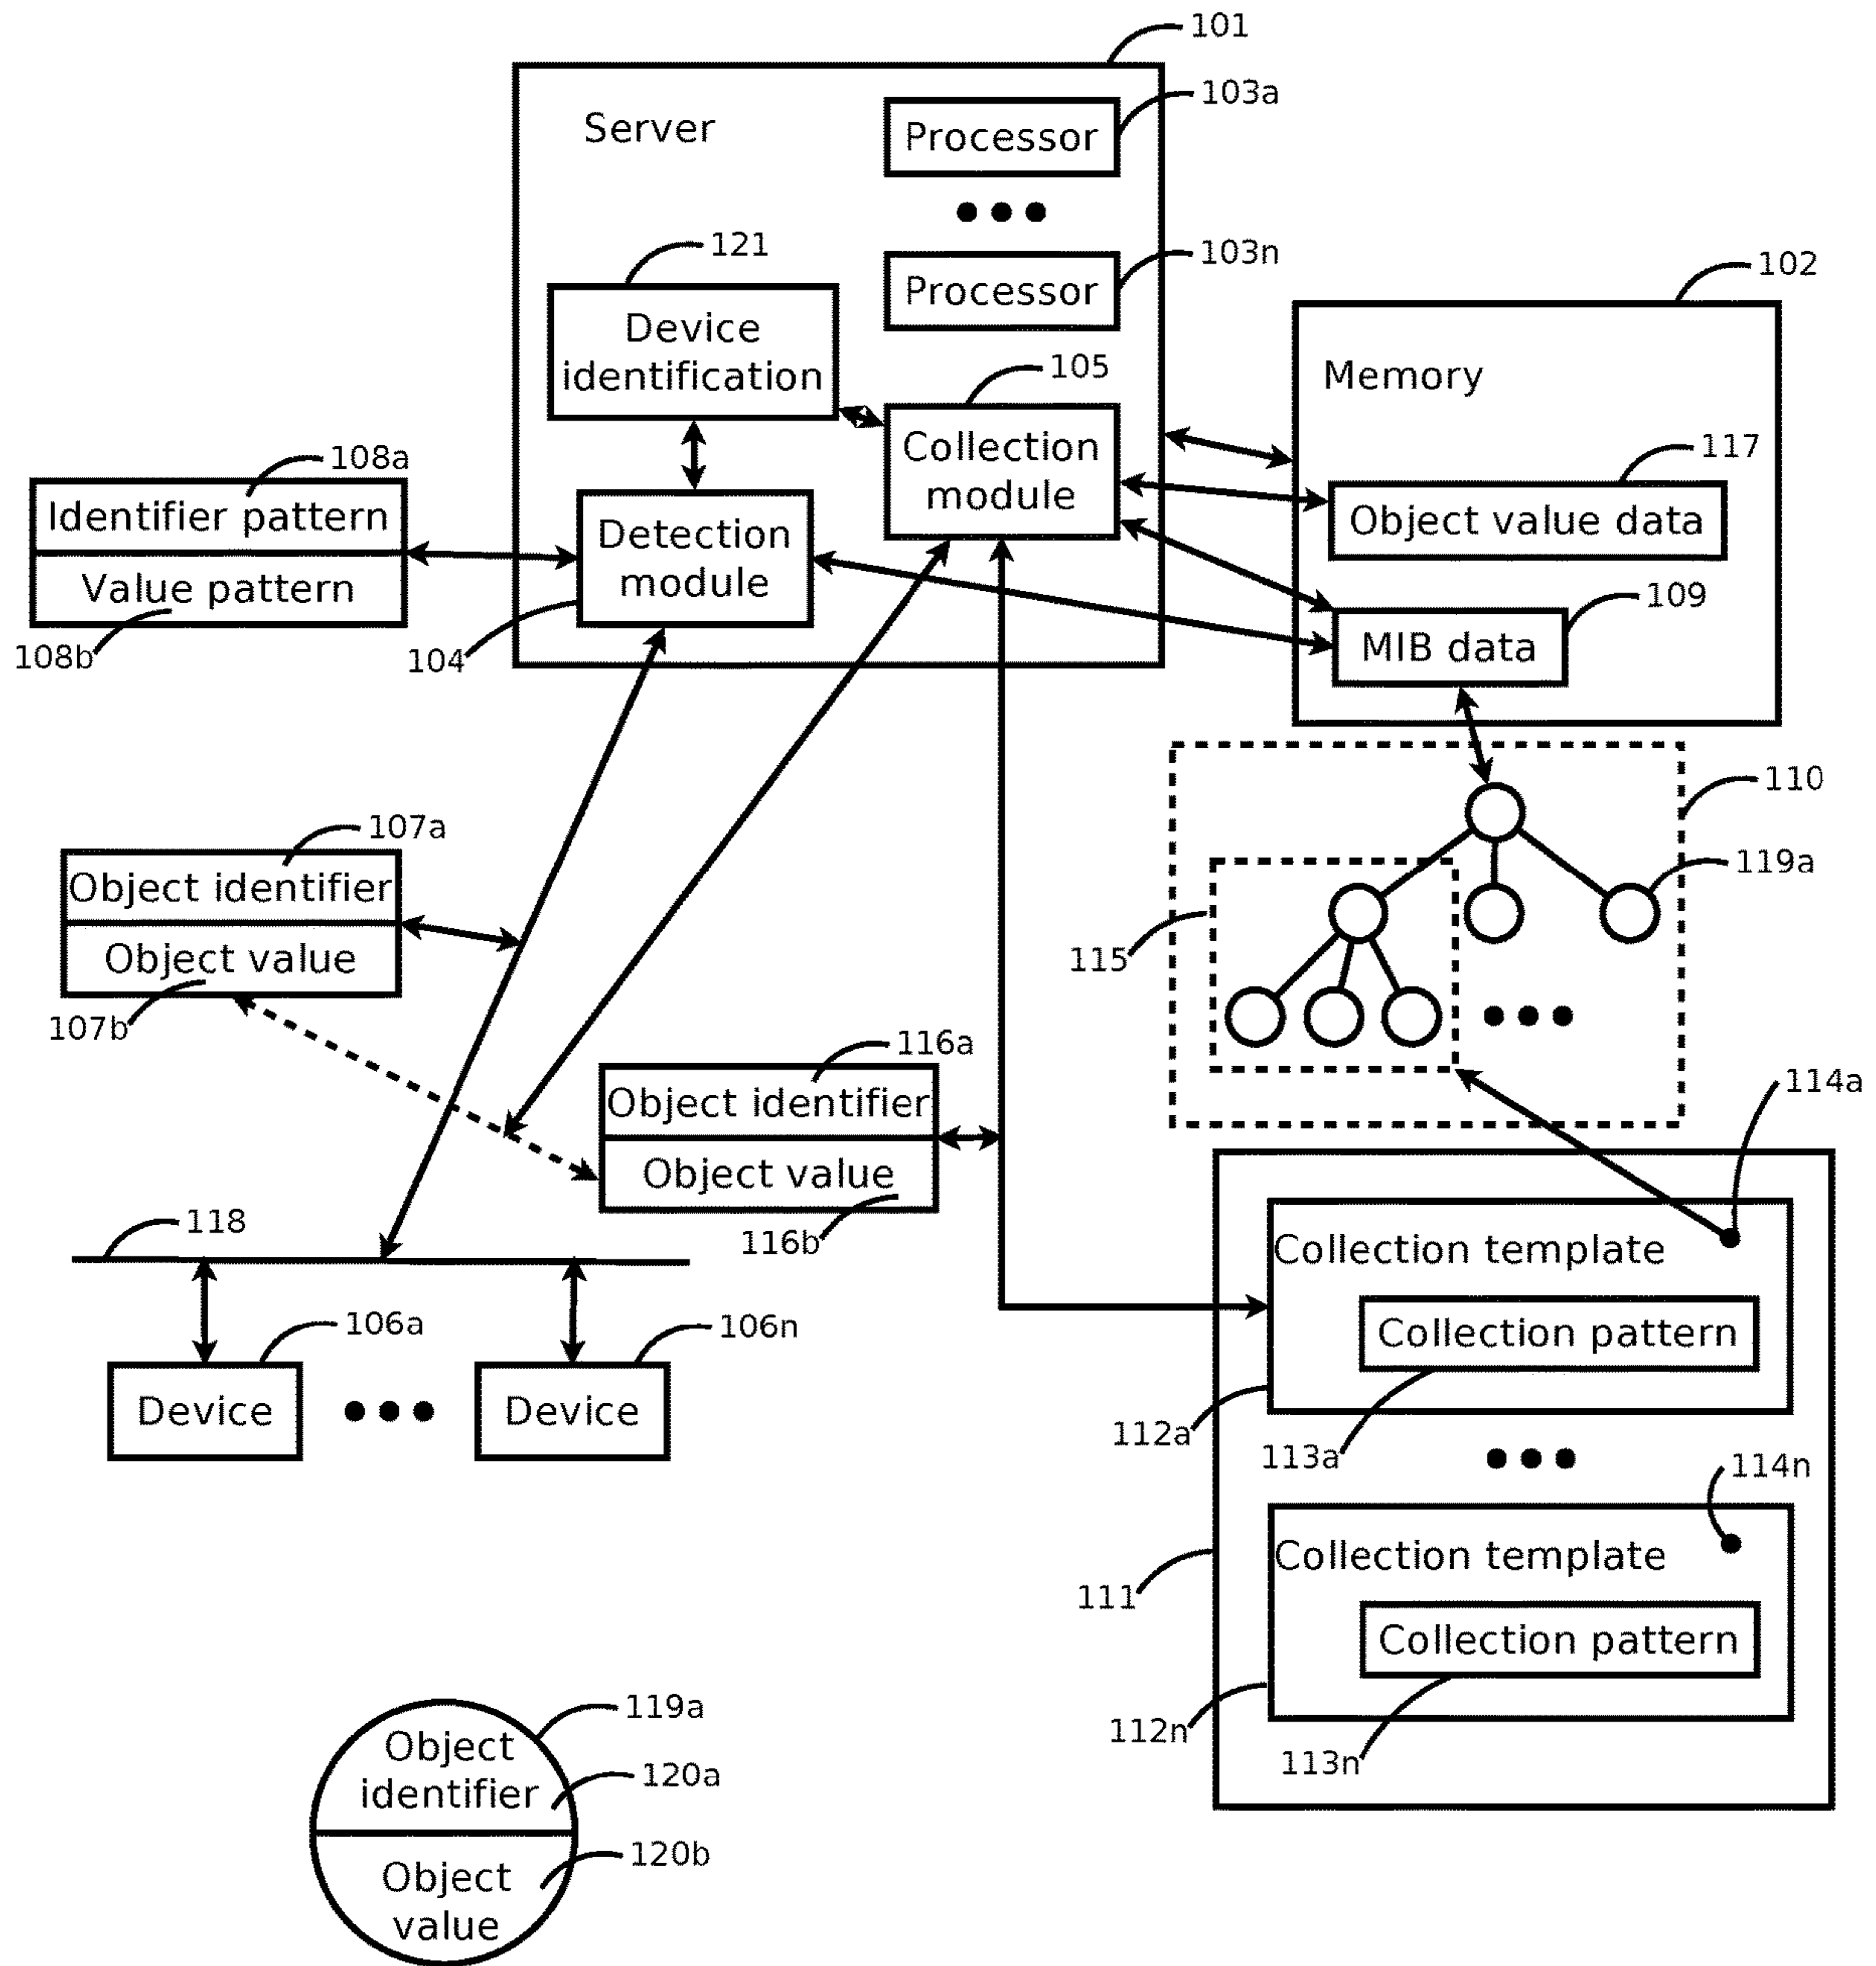 101
103a
Server
Processor
121
103n
Processor
102
Device
identification
105
Memory
108a
Collection
module
117
Identifier pattern
Detection
module
Object value data
Value pattern
109
108b
104
MIB data
110
107a
119a
Object identifier
115
Object value
107b
116a
114a
Object identifier
Object value
118
116b
Collection template
106a
106n
Collection pattern
Device
Device
112a
113a
114n
Collection template
111
Collection pattern
119a
112n
113n
Object
identifier
120a
120b
Object
value